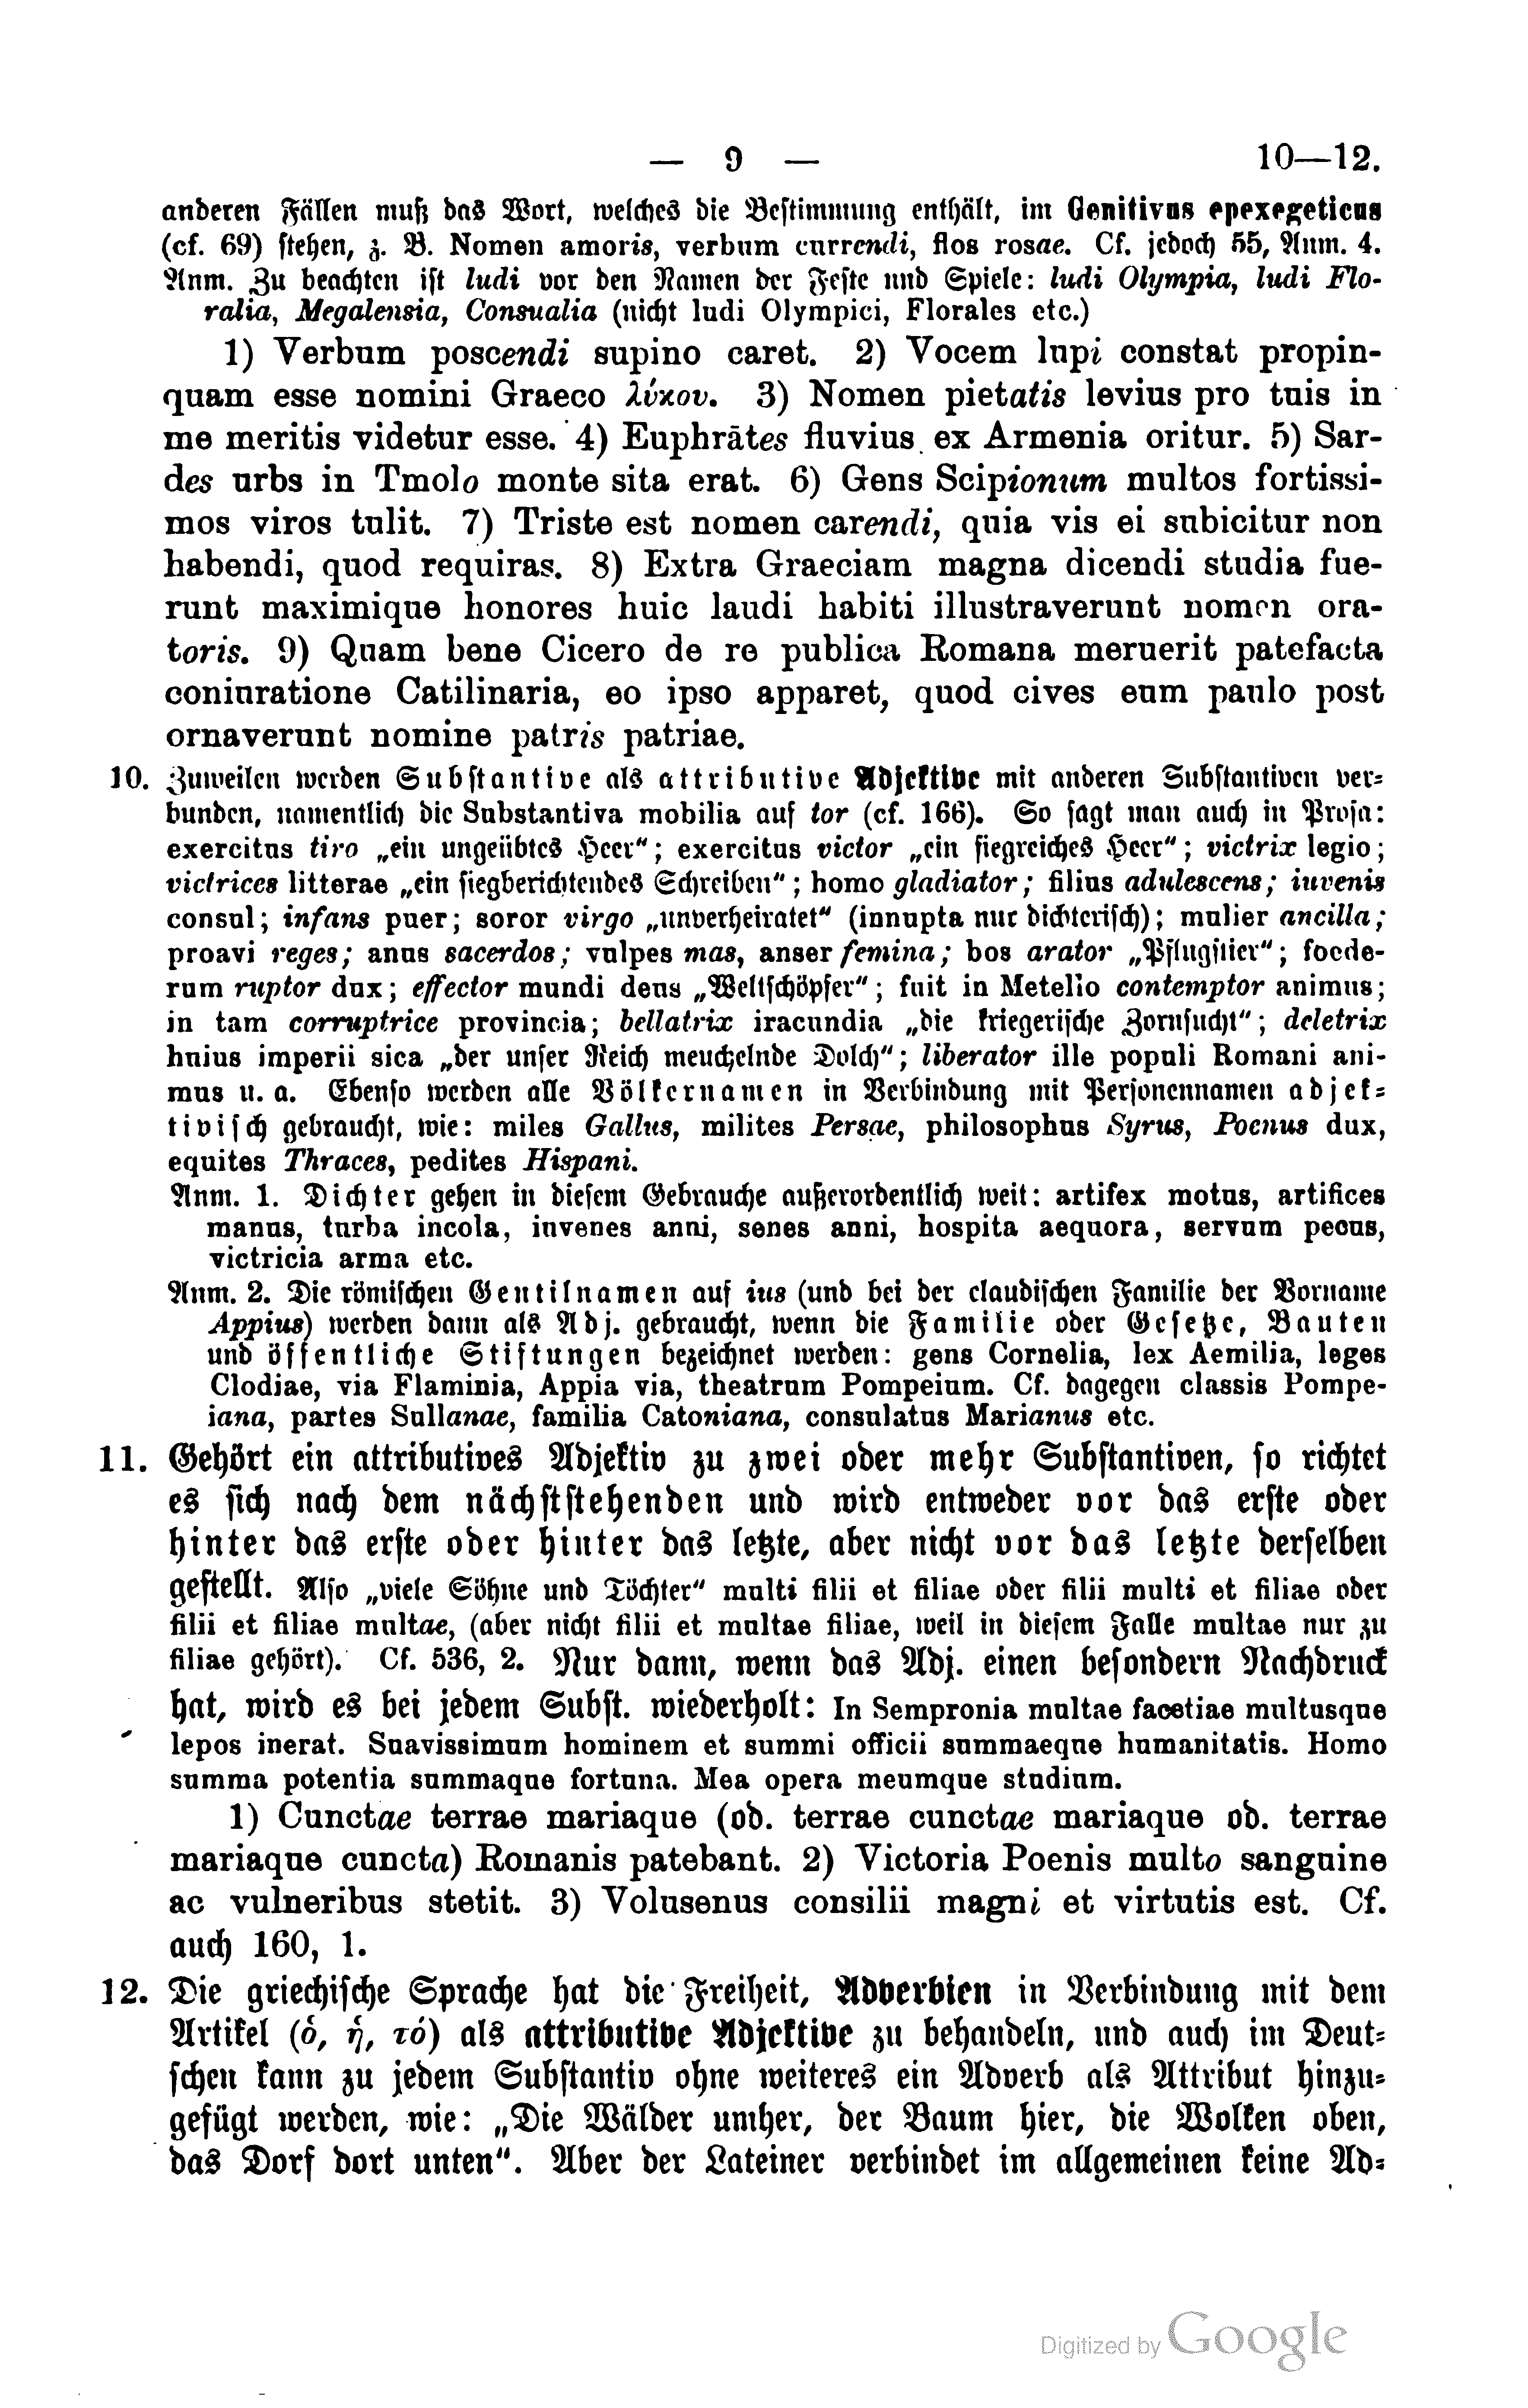 — 9 — 10—12.
anderen Fällen muß das Wort, welches die Bestimmung enthält, im Genitivus epexegeticus
(cf. 69) stehen, z. B. Nomen amoris, verbum currendi, flos rosae. Cf. jedoch 55, Anm. 4.
Anm. Zu beachten ist ludi vor den Namen der Feste und Spiele: ludi Olympia, ludi Flo-
ralia, Megalensia, Consualia (nicht ludi Olympici, Florales etc.)
1) Verbum poscendi supino caret. 2) Vocem lupi constat propin-
quam esse nomini Graeco λύκου. 3) Nomen pietatis levius pro tuis in
me meritis videtur esse. 4) Euphrātes fluvius ex Armenia oritur. 5) Sar-
des urbs in Tmolo monte sita erat. 6) Gens Scipionum multos fortissi-
mos viros tulit. 7) Triste est nomen carendi, quia vis ei subicitur non
habendi, quod requiras. 8) Extra Graeciam magna dicendi studia fue-
runt maximique honores huic laudi habiti illustraverunt nomen ora-
toris. 9) Quam bene Cicero de re publica Romana meruerit patefacta
coniuratione Catilinaria, eo ipso apparet, quod cives eum paulo post
ornaverunt nomine patris patriae.
10. Zuweilen werden Substantive als attributive Adjektive mit anderen Substantiven ver-
bunden, namentlich die Substantiva mobilia auf tor (cf. 166). So sagt man auch in Prosa:
exercitus tiro „ein ungeübtes Heer“; exercitus victor „ein siegreiches Heer“; victrix legio;
victrices litterae „ein siegberichtendes Schreiben“; homo gladiator; filius adulescens; iuvenis
consul; infans puer; soror virgo „unverheiratet“ (innupta nur dichterisch); mulier ancilla;
proavi reges; anus sacerdos; vulpes mas, anser femina; bos arator „Pflugstier“; foede-
rum ruptor dux; effector mundi deus „Weltschöpfer“; fuit in Metello contemptor animus;
in tam corruptrice provincia; bellatrix iracundia „die kriegerische Zornsucht“; deletrix
huius imperii sica „der unser Reich meuchelnde Dolch“; liberator ille populi Romani ani-
mus u. a. Ebenso werden alle Völkernamen in Verbindung mit Personennamen adjek-
tivisch gebraucht, wie: miles Gallus, milites Persae, philosophus Syrus, Poenus dux,
equites Thraces, pedites Hispani.
Anm. 1. Dichter gehen in diesem Gebrauche außerordentlich weit: artifex motus, artifices
manus, turba incola, iuvenes anni, senes anni, hospita aequora, servum pecus,
victricia arma etc.
Anm. 2. Die römischen Gentilnamen auf ius (und bei der claudischen Familie der Vorname
Appius) werden dann als Adj. gebraucht, wenn die Familie oder Gesetze, Bauten
und öffentliche Stiftungen bezeichnet werden: gens Cornelia, lex Aemilia, leges
Clodiae, via Flaminia, Appia via, theatrum Pompeium. Cf. dagegen classis Pompe-
iana, partes Sullanae, familia Catoniana, consulatus Marianus etc.
11. Gehört ein attributives Adjektiv zu zwei oder mehr Substantiven, so richtet
es sich nach dem nächststehenden und wird entweder vor das erste oder
hinter das erste oder hinter das letzte, aber nicht vor das letzte derselben
gestellt. Also „viele Söhne und Töchter“ multi filii et filiae oder filii multi et filiae oder
filii et filiae multae, (aber nicht filii et multae filiae, weil in diesem Falle multae nur zu
filiae gehört). Cf. 536, 2. Nur dann, wenn das Adj. einen besondern Nachdruck
hat, wird es bei jedem Subst. wiederholt: In Sempronia multae facetiae multusque
lepos inerat. Suavissimum hominem et summi officii summaeque humanitatis. Homo
summa potentia summaque fortuna. Mea opera meumque studium.
1) Cunctae terrae mariaque (od. terrae cunctae mariaque od. terrae
mariaque cuncta) Romanis patebant. 2) Victoria Poenis multo sanguine
ac vulneribus stetit. 3) Volusenus consilii magni et virtutis est. Cf.
auch 160, 1.
12. Die griechische Sprache hat die Freiheit, Adverbien in Verbindung mit dem
Artikel (ὁ, ἡ, τό) als attributive Adjektive zu behandeln, und auch im Deut-
schen kann zu jedem Substantiv ohne weiteres ein Adverb als Attribut hinzu-
gefügt werden, wie: „Die Wälder umher, der Baum hier, die Wolken oben,
das Dorf dort unten“. Aber der Lateiner verbindet im allgemeinen keine Ad-
Digitized by Google